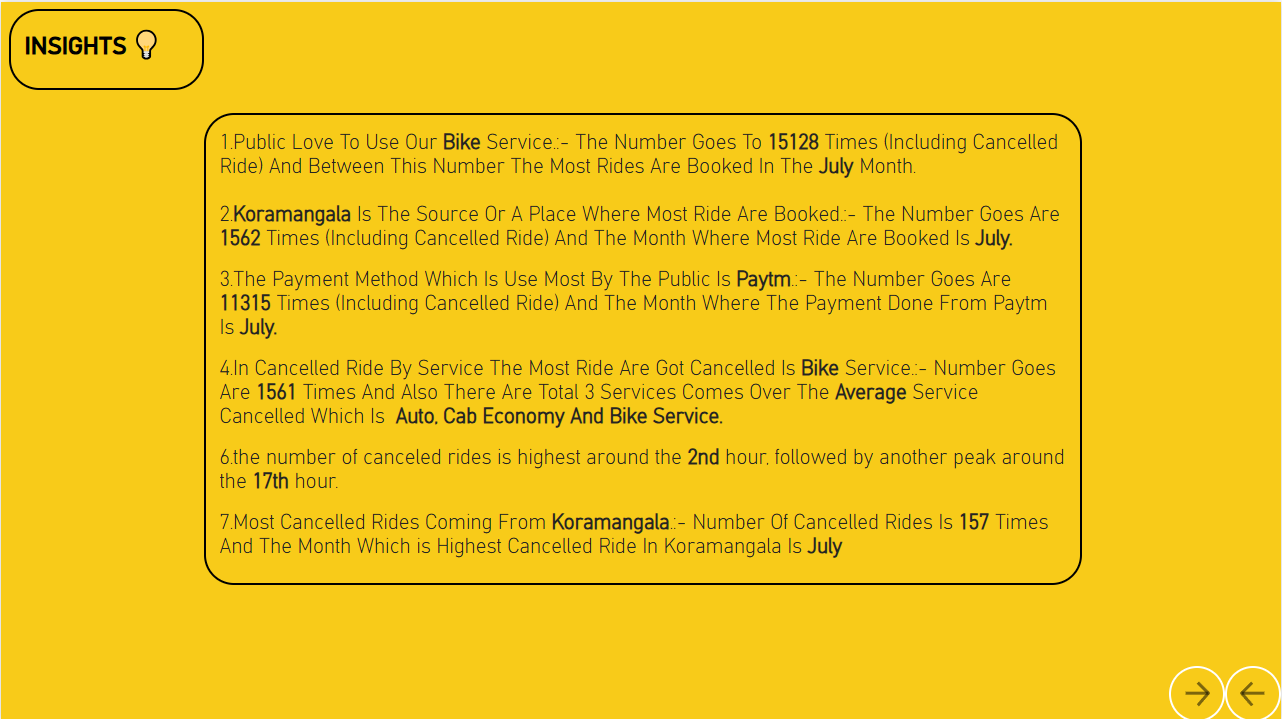 INSIGHTS
1.Public Love To Use Our Bike Service.:- The Number Goes To 15128 Times (Including Cancelled
Ride) And Between This Number The Most Rides Are Booked In The July Month.
2.Koramangala Is The Source Or A Place Where Most Ride Are Booked.:- The Number Goes Are
1562 Times (Including Cancelled Ride) And The Month Where Most Ride Are Booked Is July.
3.The Payment Method Which Is Use Most By The Public Is Paytm.:- The Number Goes Are
11315 Times (Including Cancelled Ride) And The Month Where The Payment Done From Paytm
Is July.
4.In Cancelled Ride By Service The Most Ride Are Got Cancelled Is Bike Service.:- Number Goes
Are 1561 Times And Also There Are Total 3 Services Comes Over The Average Service
Cancelled Which Is Auto, Cab Economy And Bike Service.
6.the number of canceled rides is highest around the 2nd hour, followed by another peak around
the 17th hour.
7.Most Cancelled Rides Coming From Koramangala.:- Number Of Cancelled Rides Is 157 Times
And The Month Which is Highest Cancelled Ride In Koramangala Is July